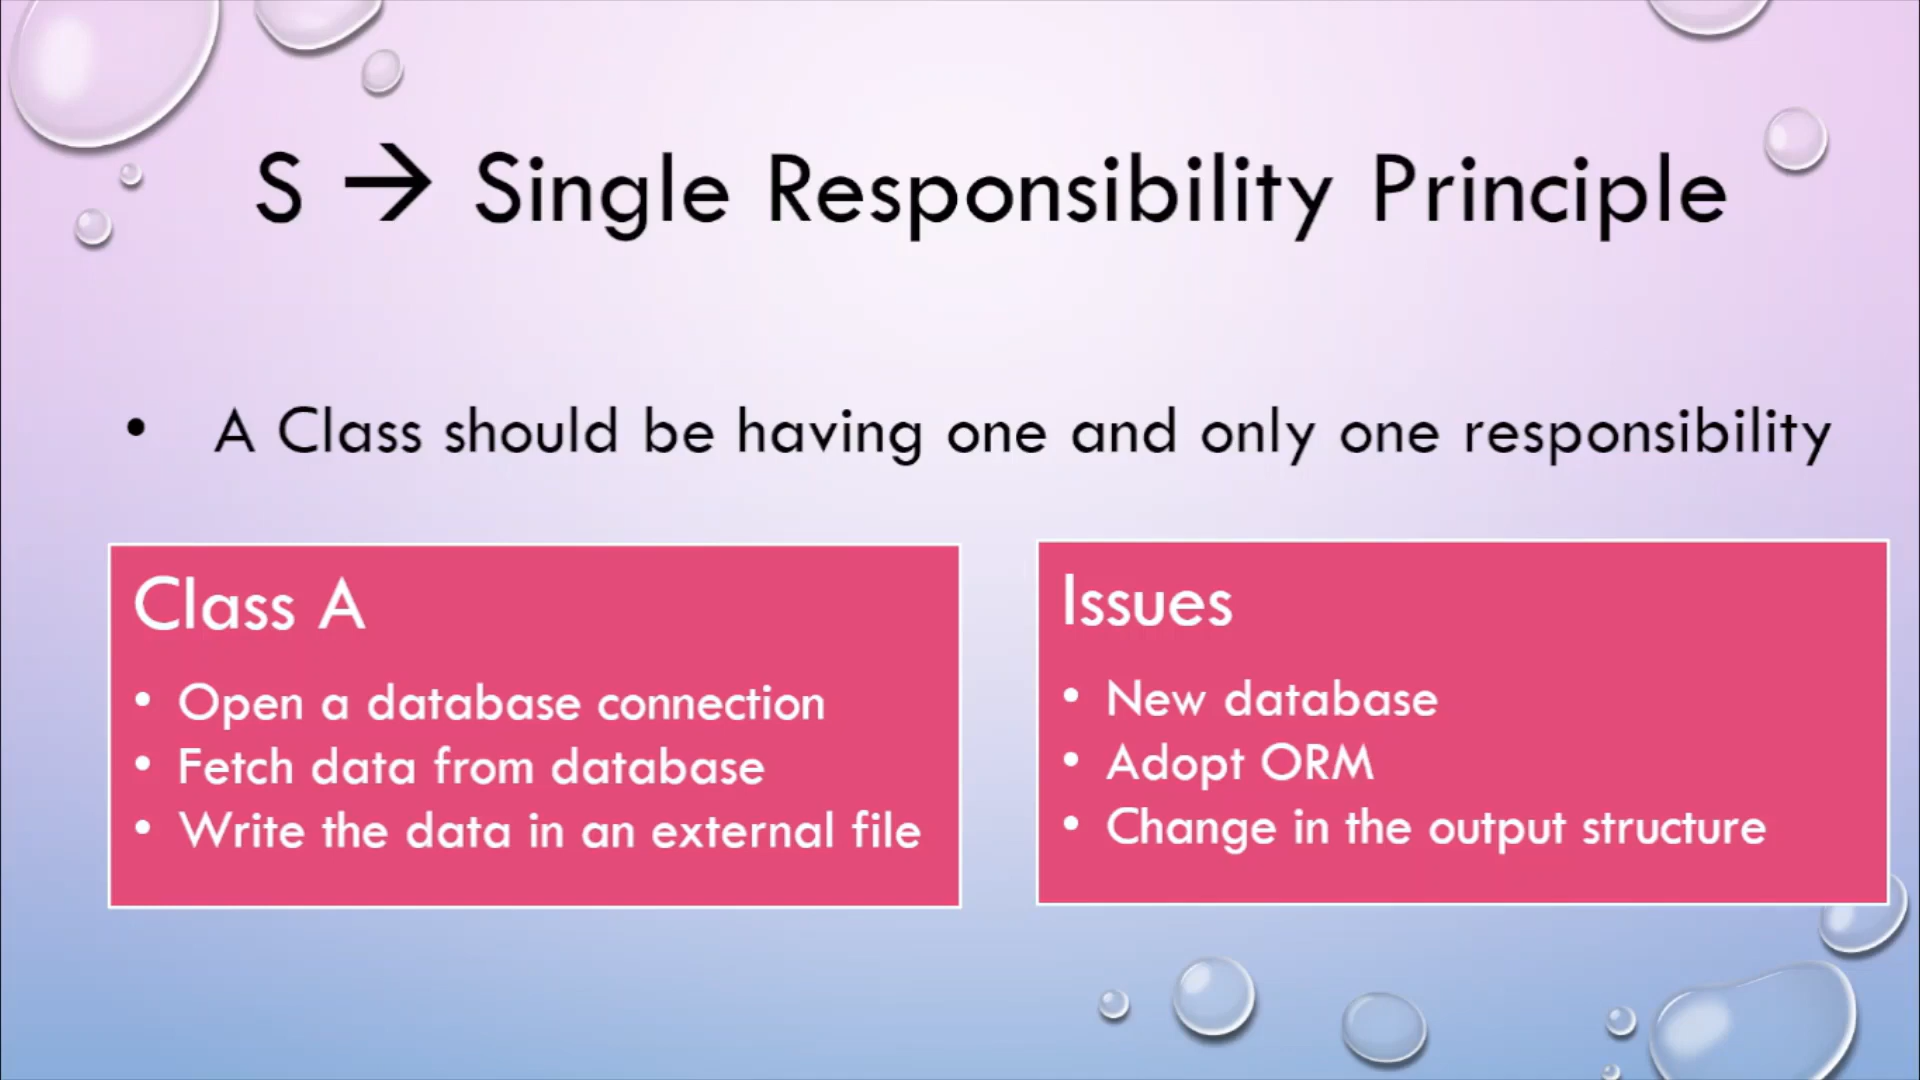 S → Single Responsibility Principle
• A Class should be having one and only one responsibility
Class A
• Open a database connection
• Fetch data from database
• Write the data in an external file
Issues
• New database
• Adopt ORM
• Change in the output structure